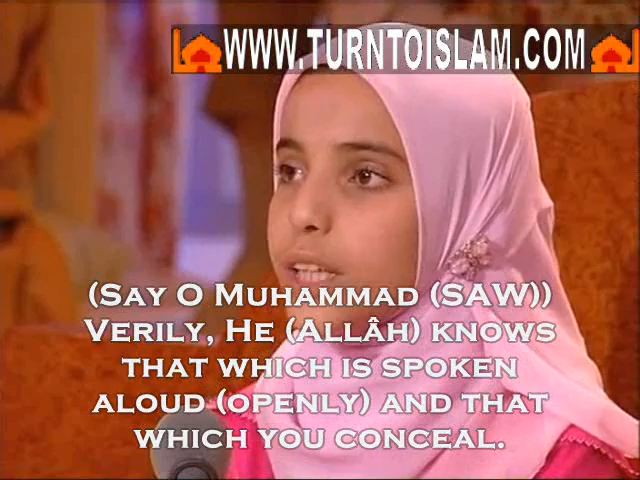 WWW.TURNTOISLAM.COM
(Say O Muhammad (SAW))
Verily, He (Allâh) knows
that which is spoken
aloud (openly) and that
which you conceal.